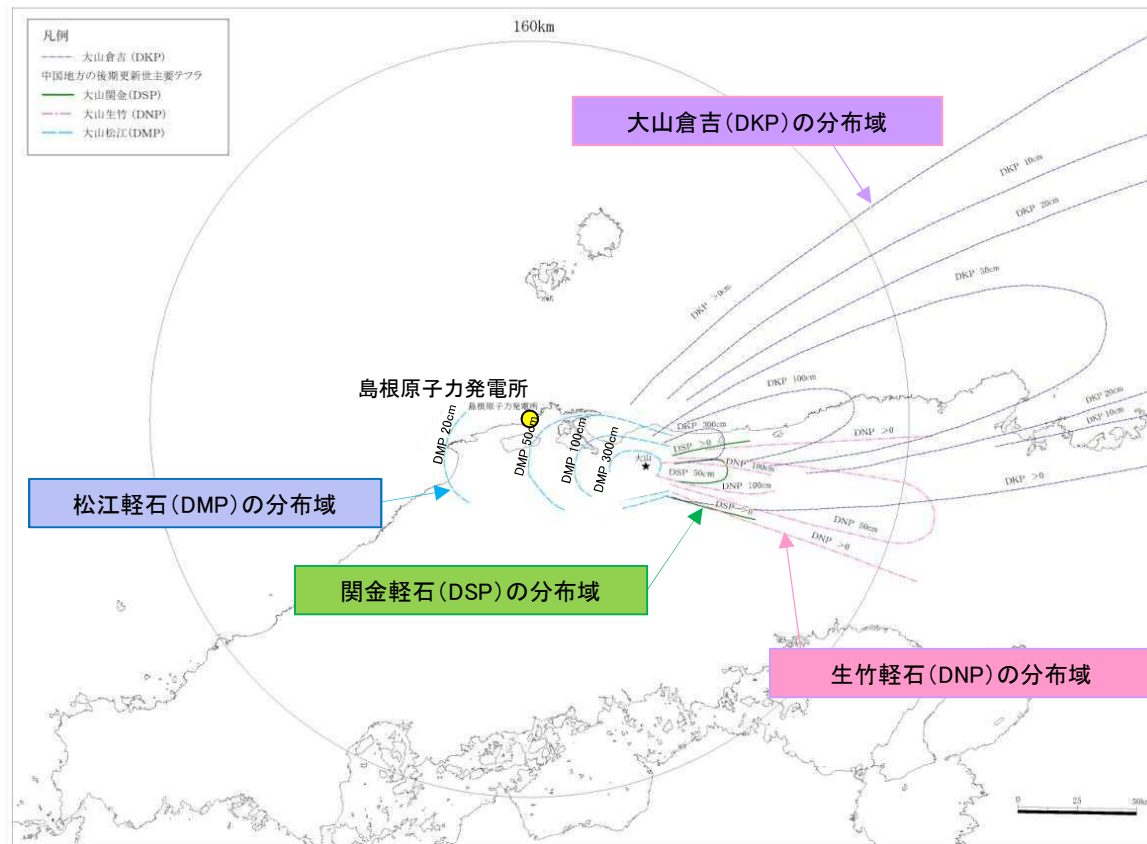 160km
凡例
大山倉吉(DKP)
中国地方の後期更新世主要テフラ
大山関金(DSP)
大山生竹(DNP)
大山松江(DMP)
大山倉吉(DKP)の分布域
DKP 10cm
DKP 20cm
DKP 50cm
DKP >0cm
島根原子力発電所
島根原子力発電所
DKP 100cm
DKP 20cm
DKP 10cm
DMP 20cm
DMP 50cm
DMP 100cm
DMP 300cm
DKP 300cm
DNP >0
DSP >0
大山
DSP 50cm
DNP 100cm
DNP 100cm
DKP >0
松江軽石(DMP)の分布域
DSP >0
DNP 50cm
DNP >0
関金軽石(DSP)の分布域
生竹軽石(DNP)の分布域
0 25 50km